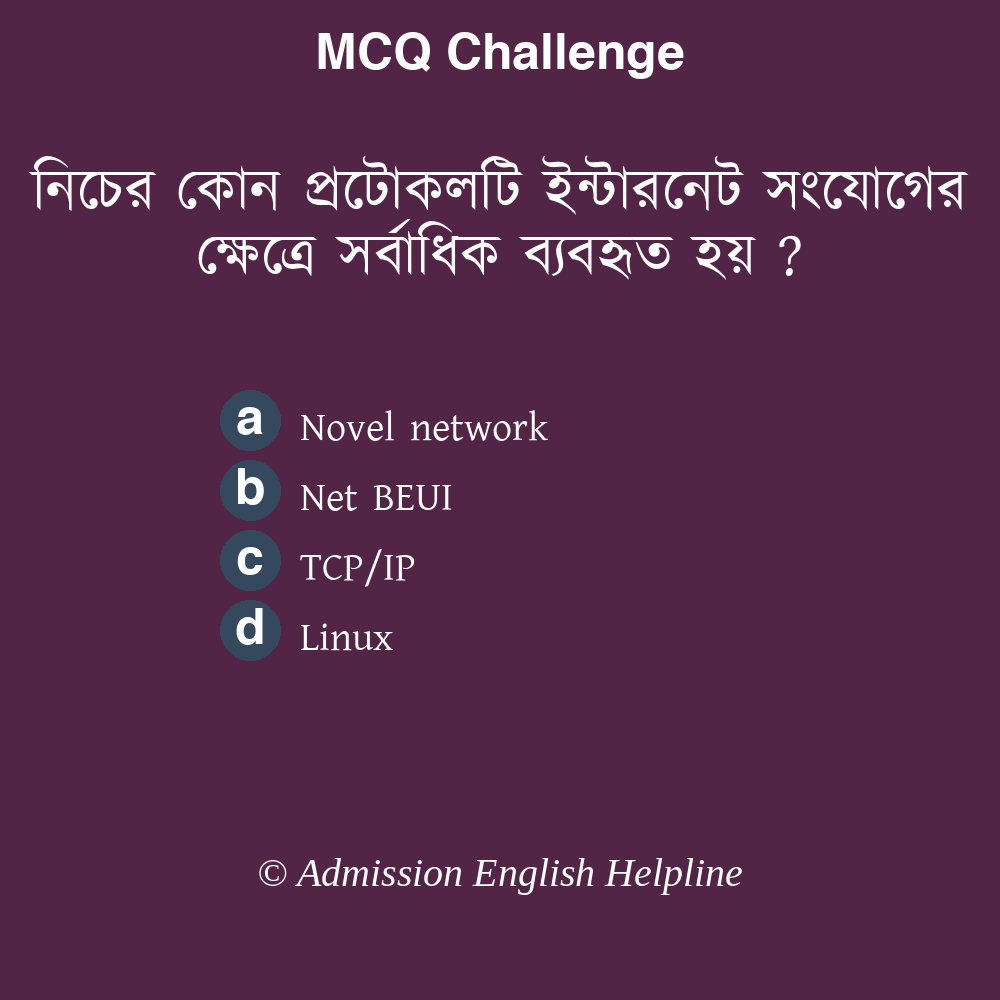 MCQ Challenge
নিচের কোন প্রটোকলটি ইন্টারনেট সংযোগের
ক্ষেত্রে সর্বাধিক ব্যবহৃত হয় ?
a Novel network
b Net BEUI
c TCP/IP
d Linux
© Admission English Helpline